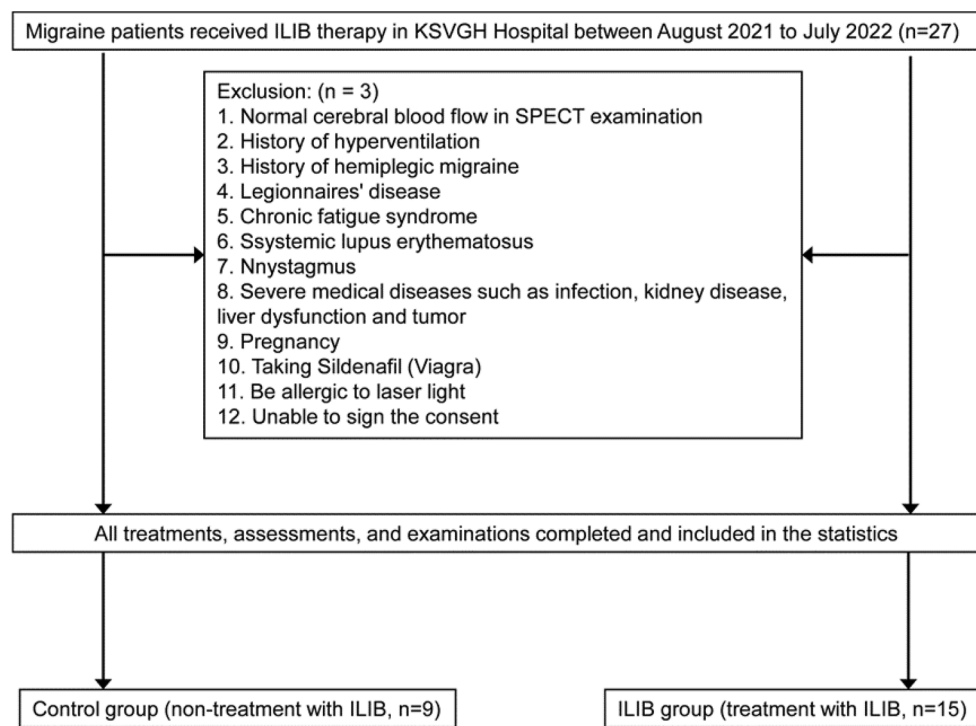 Migraine patients received ILIB therapy in KSVGH Hospital between August 2021 to July 2022 (n=27)
Exclusion: (n = 3)
1. Normal cerebral blood flow in SPECT examination
2. History of hyperventilation
3. History of hemiplegic migraine
4. Legionnaires' disease
5. Chronic fatigue syndrome
6. Ssystemic lupus erythematosus
7. Nnystagmus
8. Severe medical diseases such as infection, kidney disease,
liver dysfunction and tumor
9. Pregnancy
10. Taking Sildenafil (Viagra)
11. Be allergic to laser light
12. Unable to sign the consent
All treatments, assessments, and examinations completed and included in the statistics
Control group (non-treatment with ILIB, n=9)
ILIB group (treatment with ILIB, n=15)